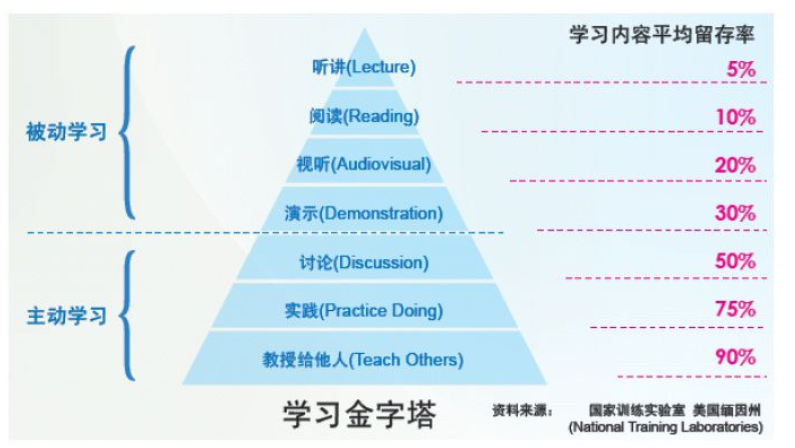 学习内容平均留存率
听讲(Lecture) 5%
阅读(Reading) 10%
被动学习
视听(Audiovisual) 20%
演示(Demonstration) 30%
讨论(Discussion) 50%
主动学习
实践(Practice Doing) 75%
教授给他人(Teach Others) 90%
学习金字塔
资料来源： 国家训练实验室 美国缅因州
(National Training Laboratories)